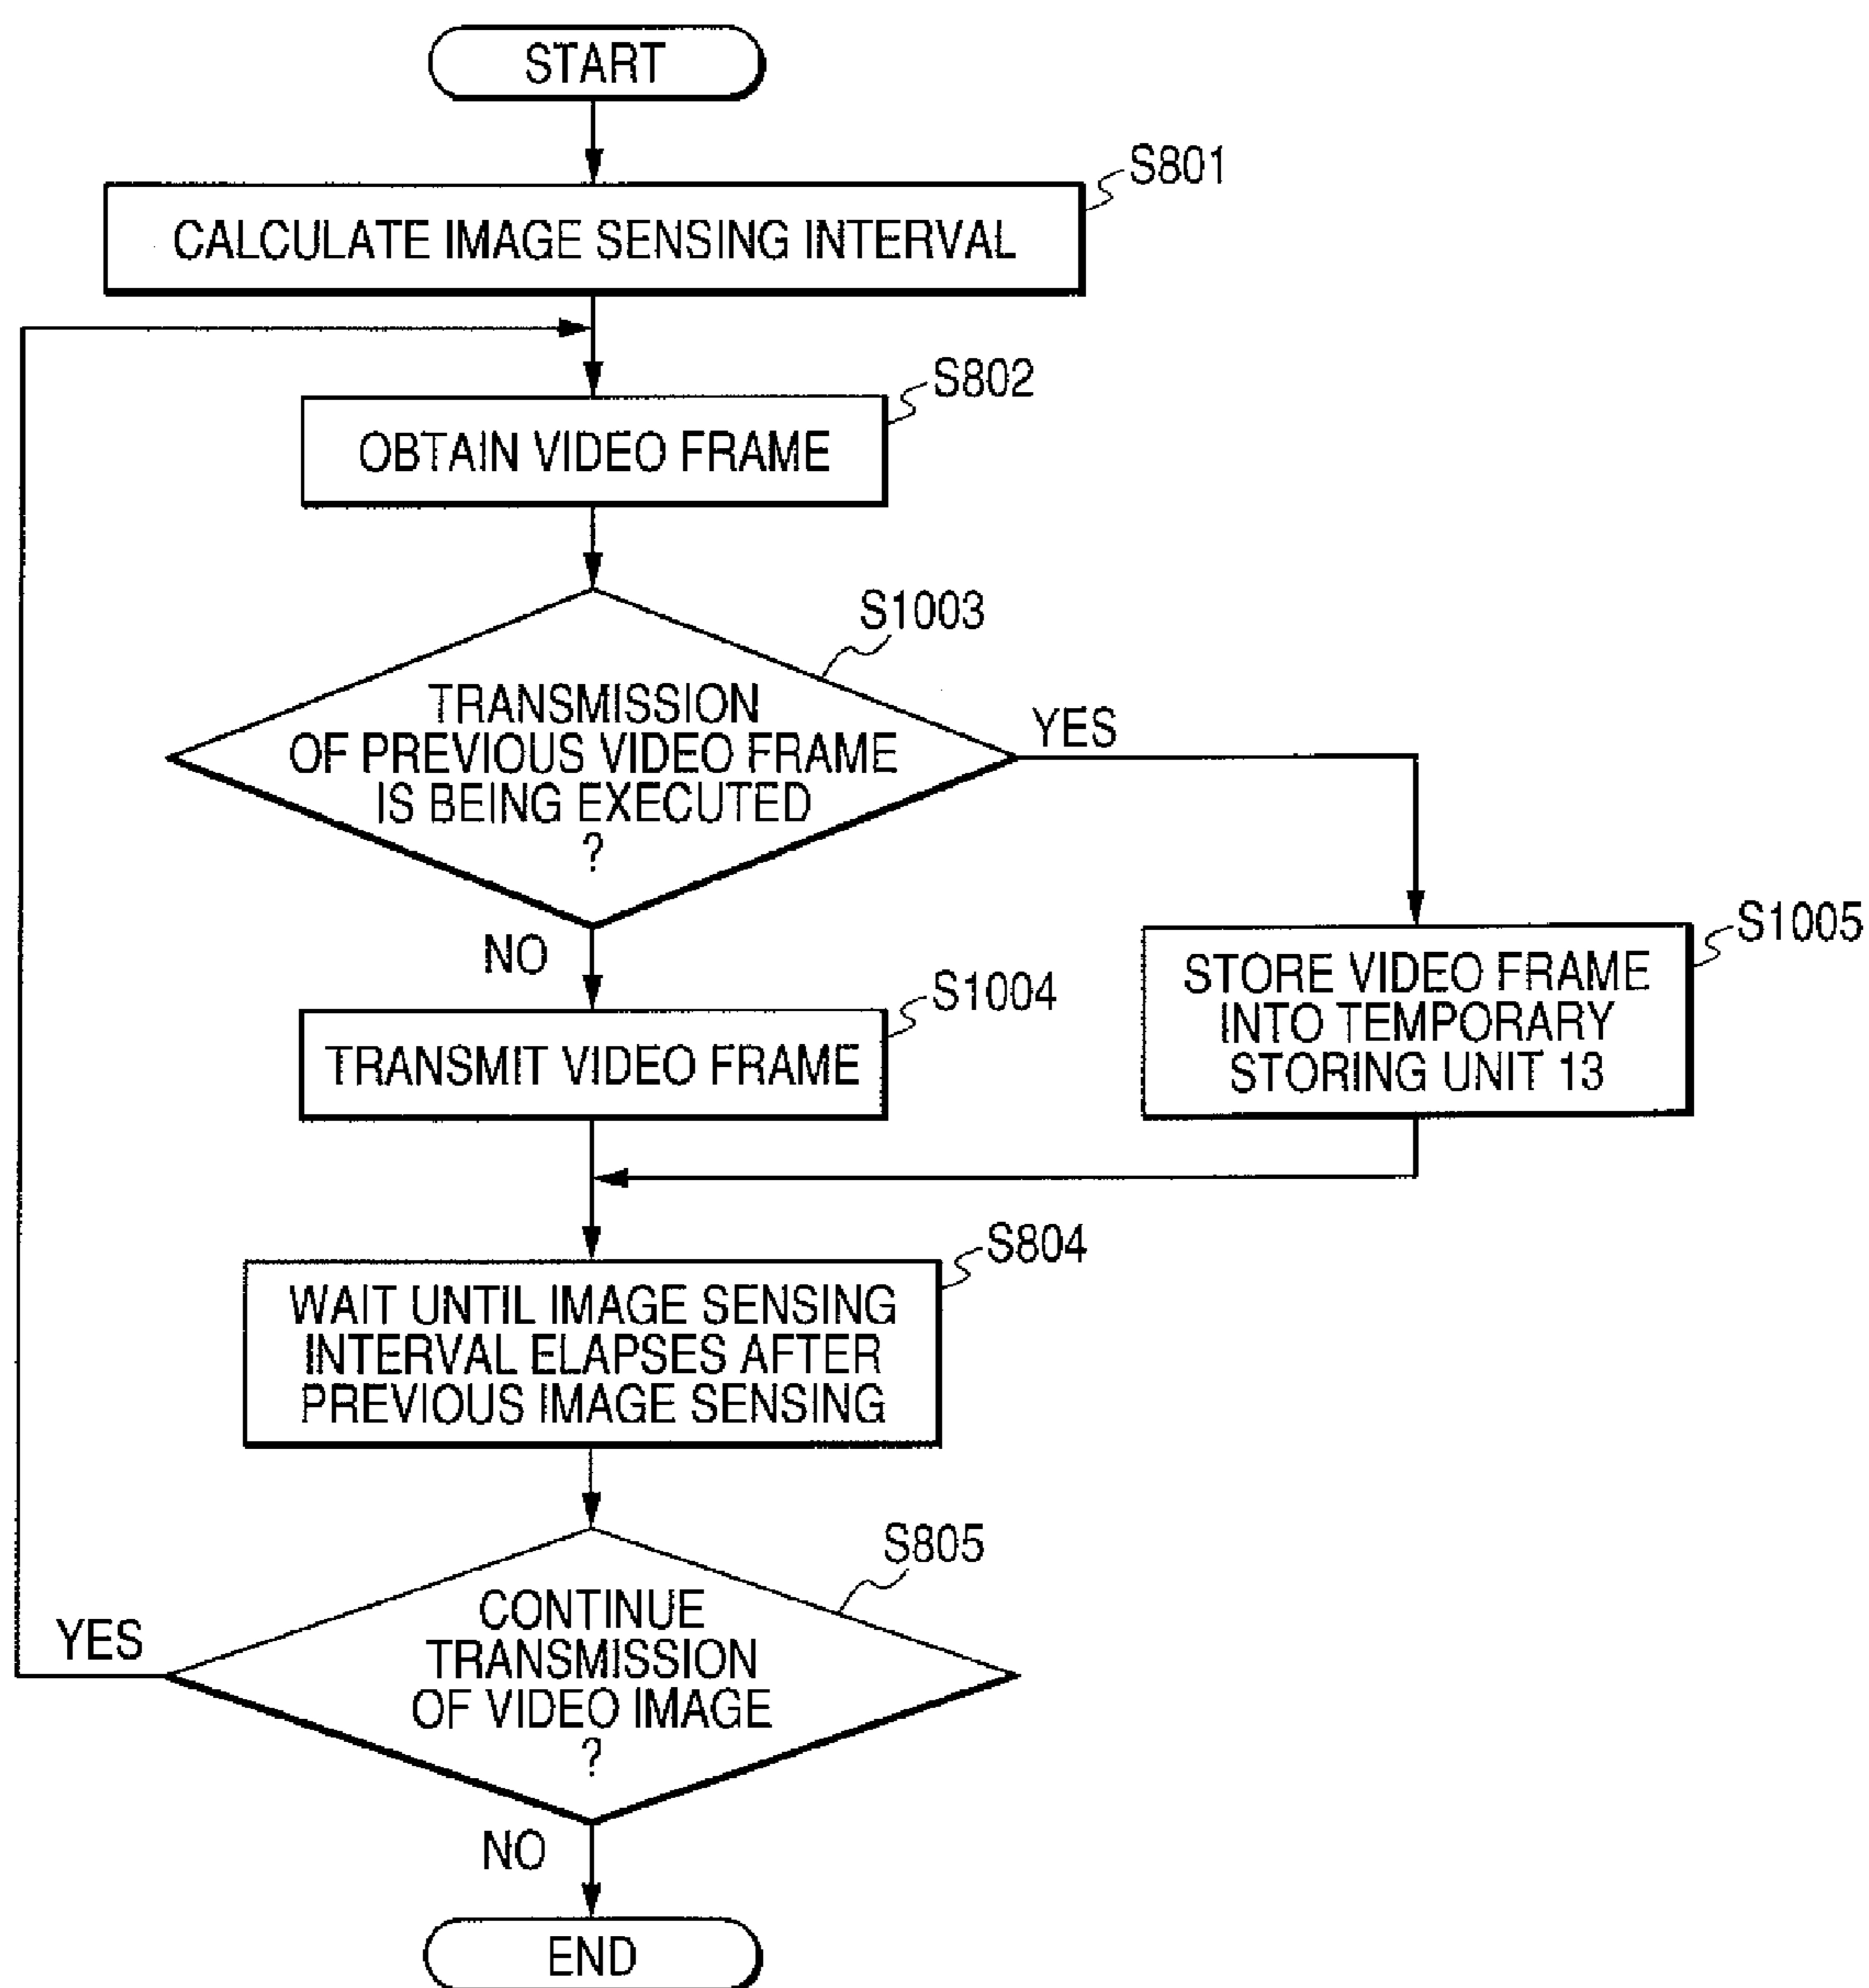 START
S801
CALCULATE IMAGE SENSING INTERVAL
S802
OBTAIN VIDEO FRAME
S1003
TRANSMISSION
OF PREVIOUS VIDEO FRAME
IS BEING EXECUTED
?
YES
NO
S1005
STORE VIDEO FRAME
INTO TEMPORARY
STORING UNIT 13
S1004
TRANSMIT VIDEO FRAME
S804
WAIT UNTIL IMAGE SENSING
INTERVAL ELAPSES AFTER
PREVIOUS IMAGE SENSING
S805
CONTINUE
TRANSMISSION
OF VIDEO IMAGE
?
YES
NO
END